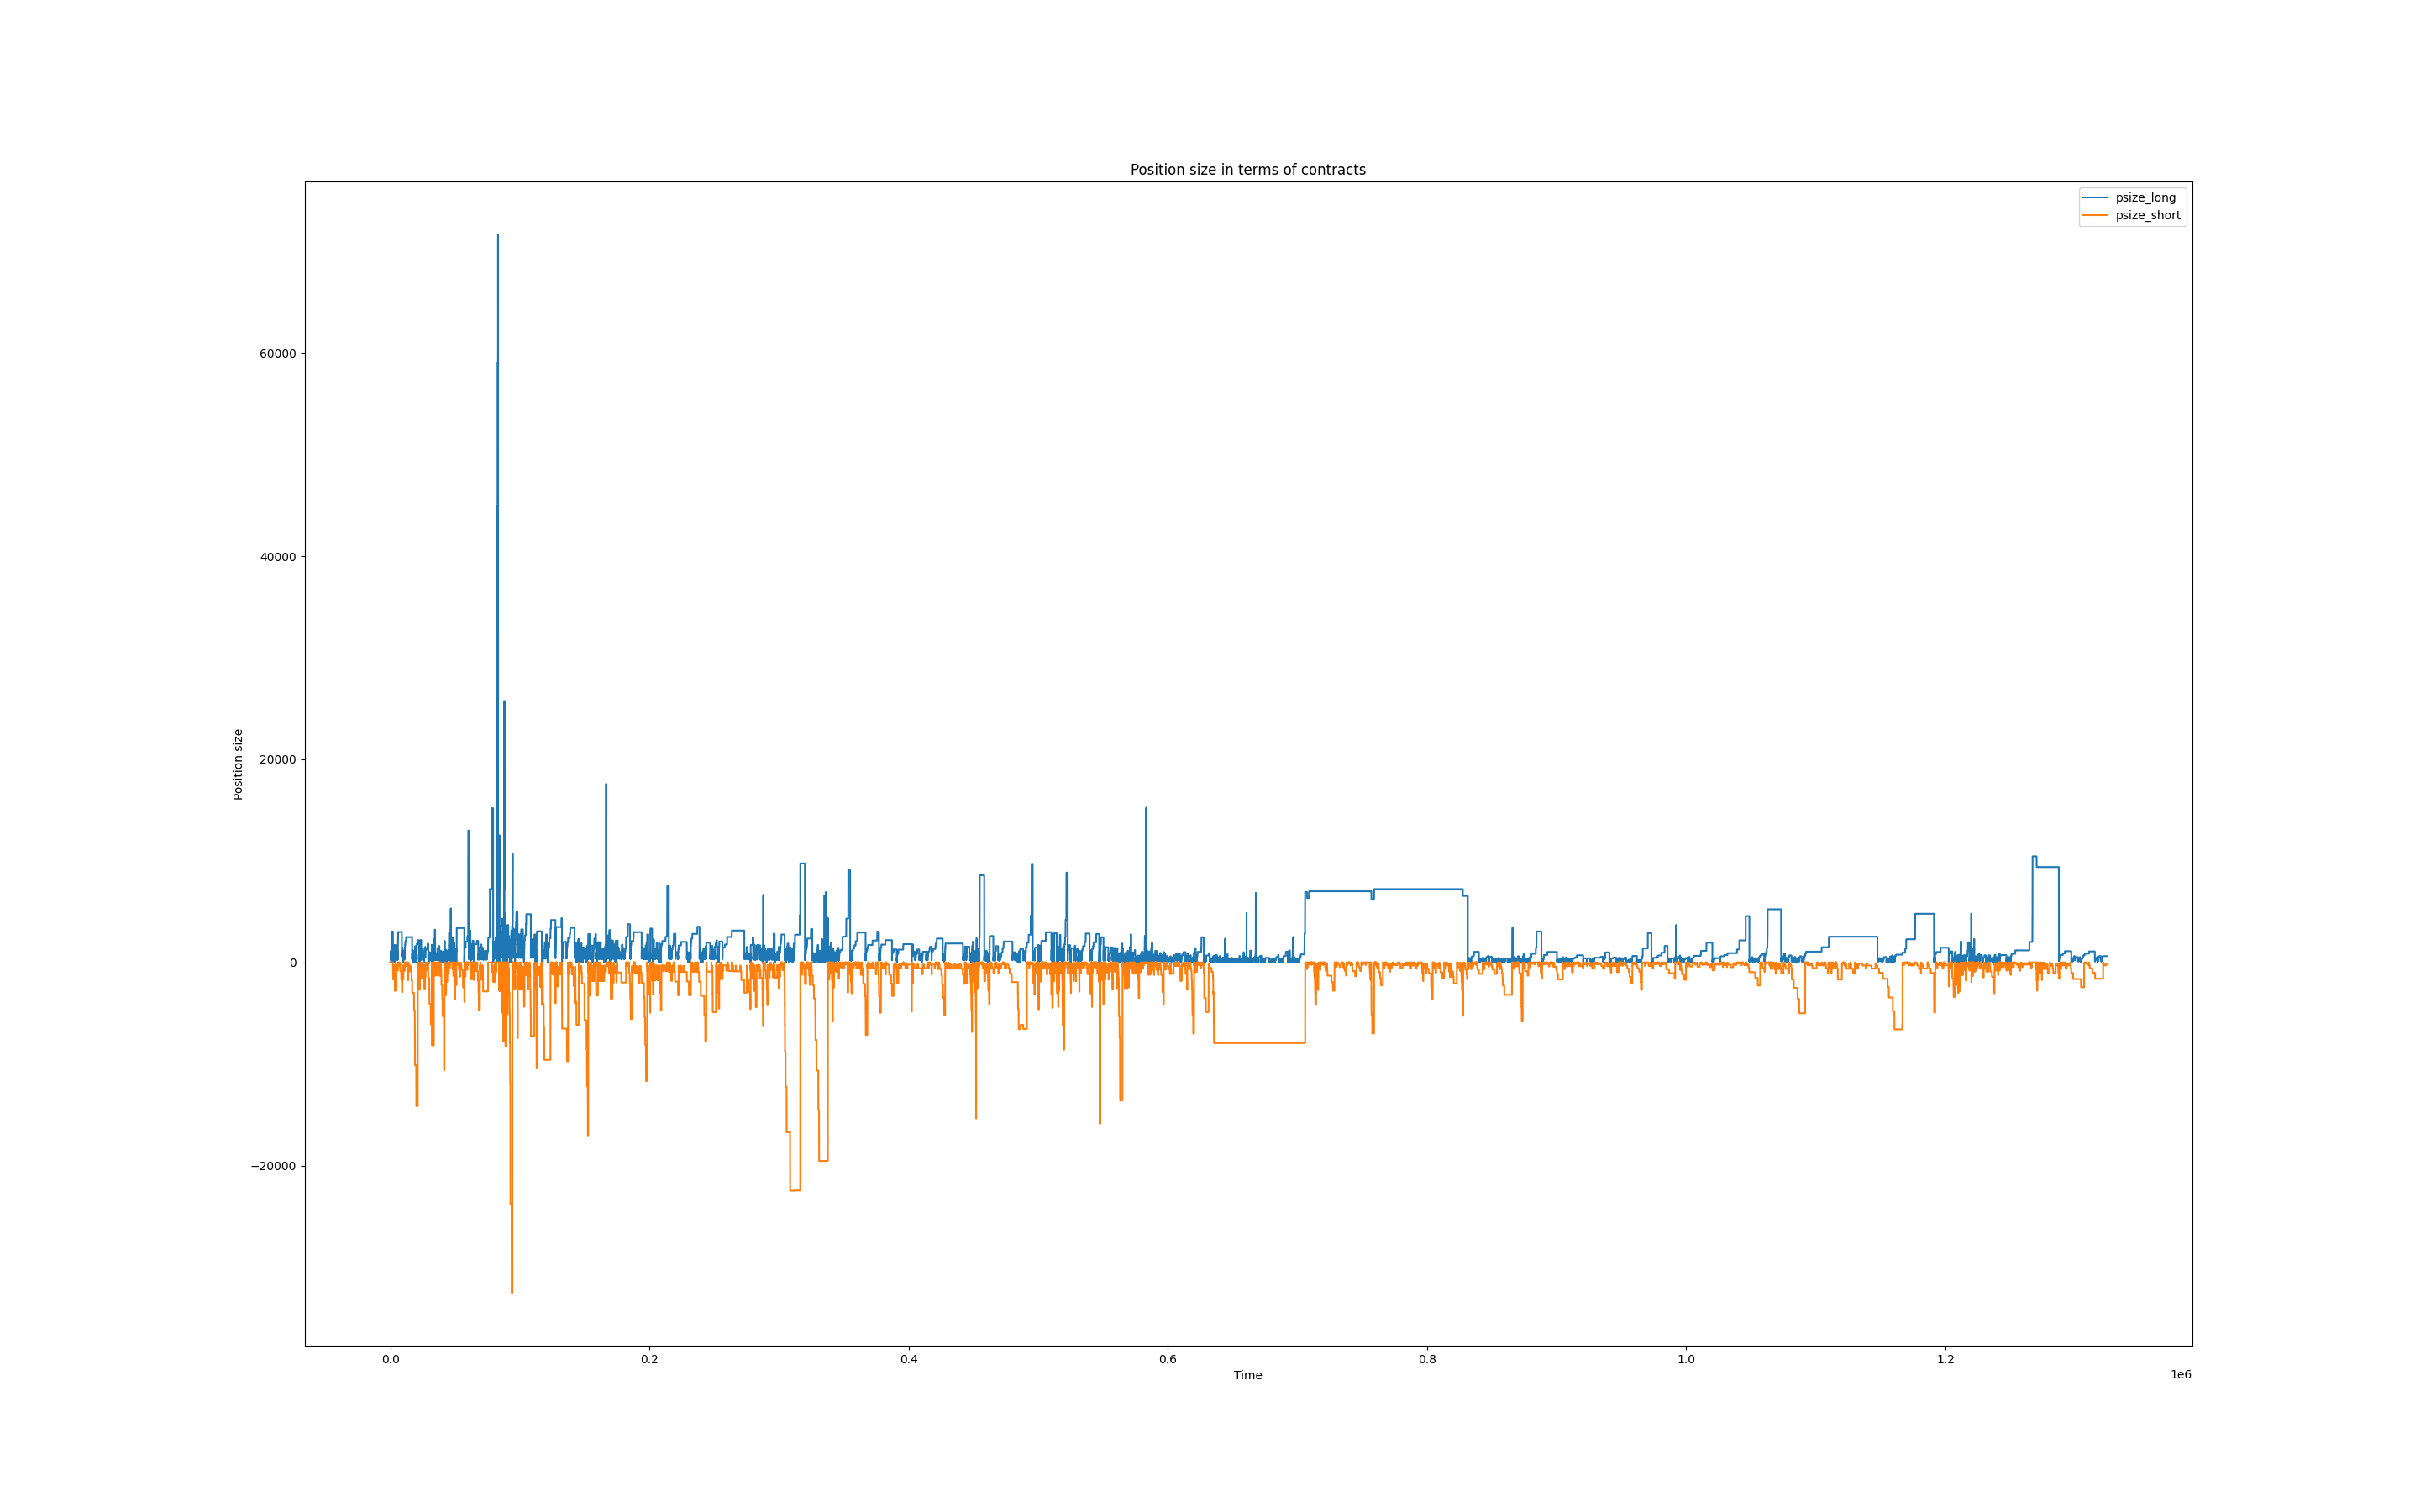 Position size in terms of contracts
psize_long
psize_short
60000
40000
20000
0
−20000
Position size
0.0 0.2 0.4 0.6 0.8 1.0 1.2
1e6
Time